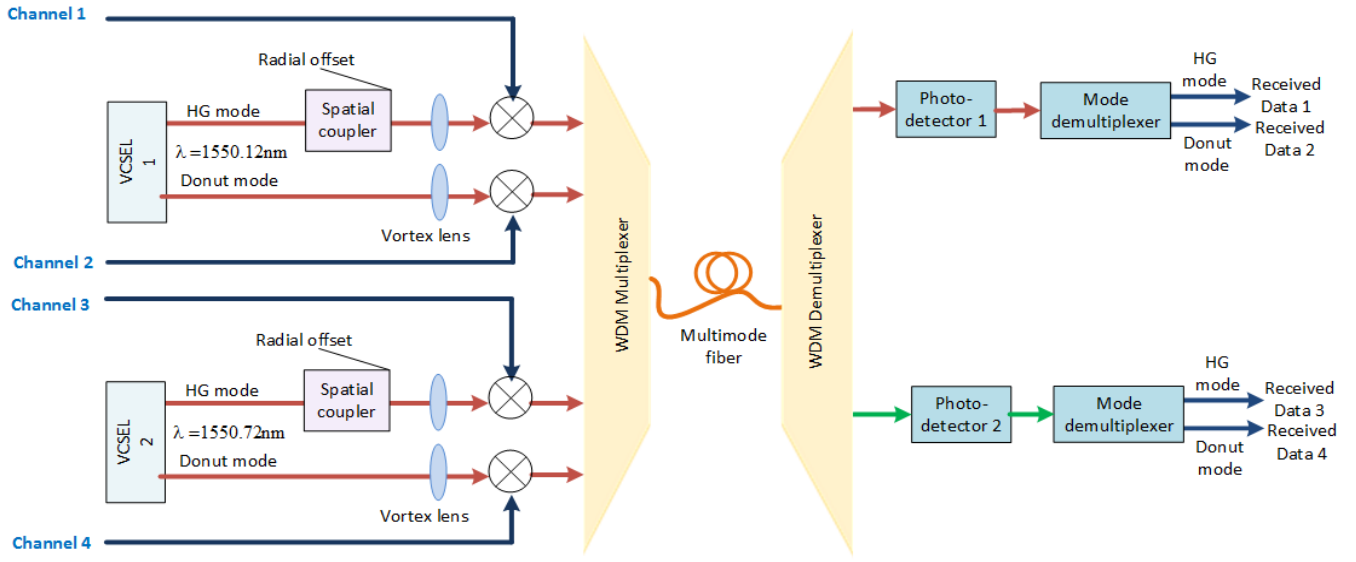 Channel 1
Radial offset
HG mode
Spatial
coupler
VCSEL
1
λ =1550.12nm
Donut mode
Vortex lens
Channel 2
Channel 3
Radial offset
HG mode
Spatial
coupler
VCSEL
2
λ =1550.72nm
Donut mode
Vortex lens
Channel 4
WDM Multiplexer
Multimode
fiber
WDM Demultiplexer
Photo-
detector 1
Mode
demultiplexer
HG
mode
Received
Data 1
Received
Data 2
Donut
mode
Photo-
detector 2
Mode
demultiplexer
HG
mode
Received
Data 3
Received
Data 4
Donut
mode